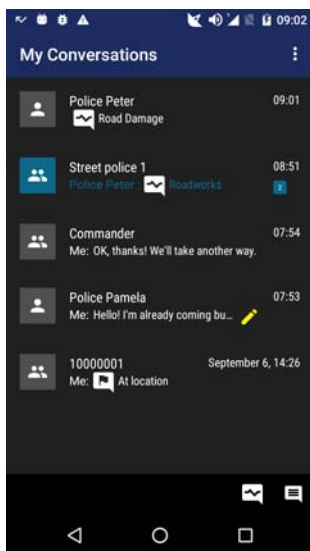 09:02
My Conversations
Police Peter 09:01
Road Damage
Street police 1 08:51
Police Peter: Roadworks 2
Commander 07:54
Me: OK, thanks! We'll take another way.
Police Pamela 07:53
Me: Hello! I'm already coming bu...
10000001 September 6, 14:26
Me: At location